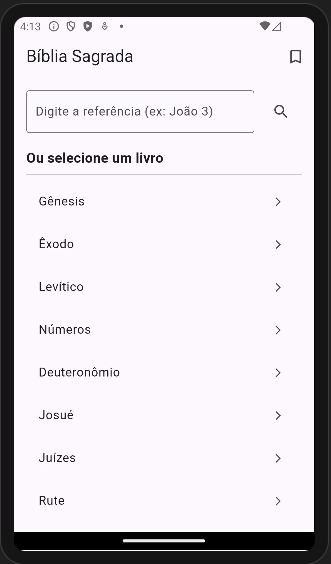 4:13
Bíblia Sagrada
Digite a referência (ex: João 3)
Ou selecione um livro
Gênesis
Êxodo
Levítico
Números
Deuteronômio
Josué
Juízes
Rute